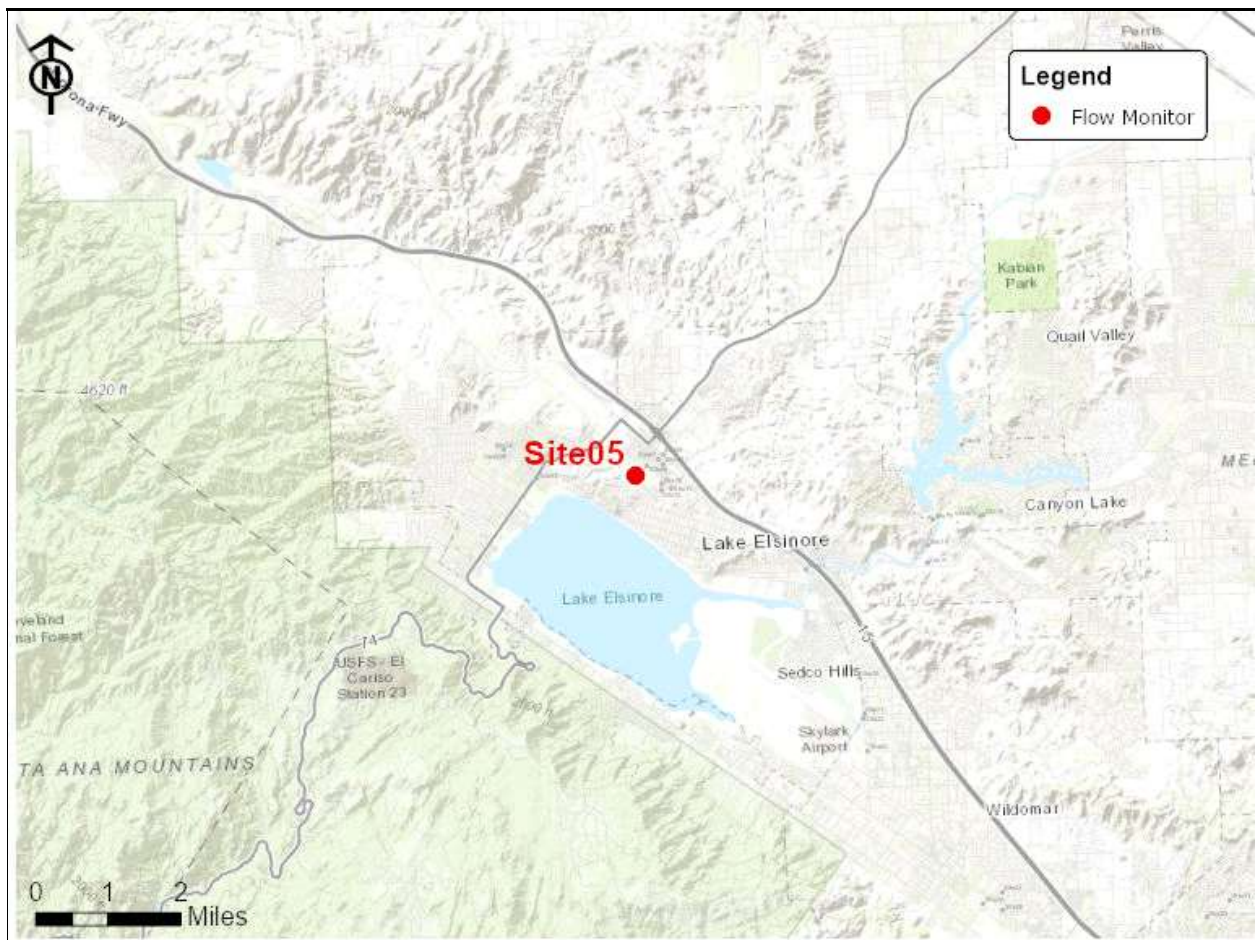 N
ona Fwy
Perris
Valley
Legend
Flow Monitor
Kabian
Park
Quail Valley
4620 ft
Site05
Canyon Lake
Lake Elsinore
Lake Elsinore
15
74
USFS - El
Cariso
Station 23
Sedco Hills
Skylark
Airport
TA ANA MOUNTAINS
Wildomar
0 1 2
Miles